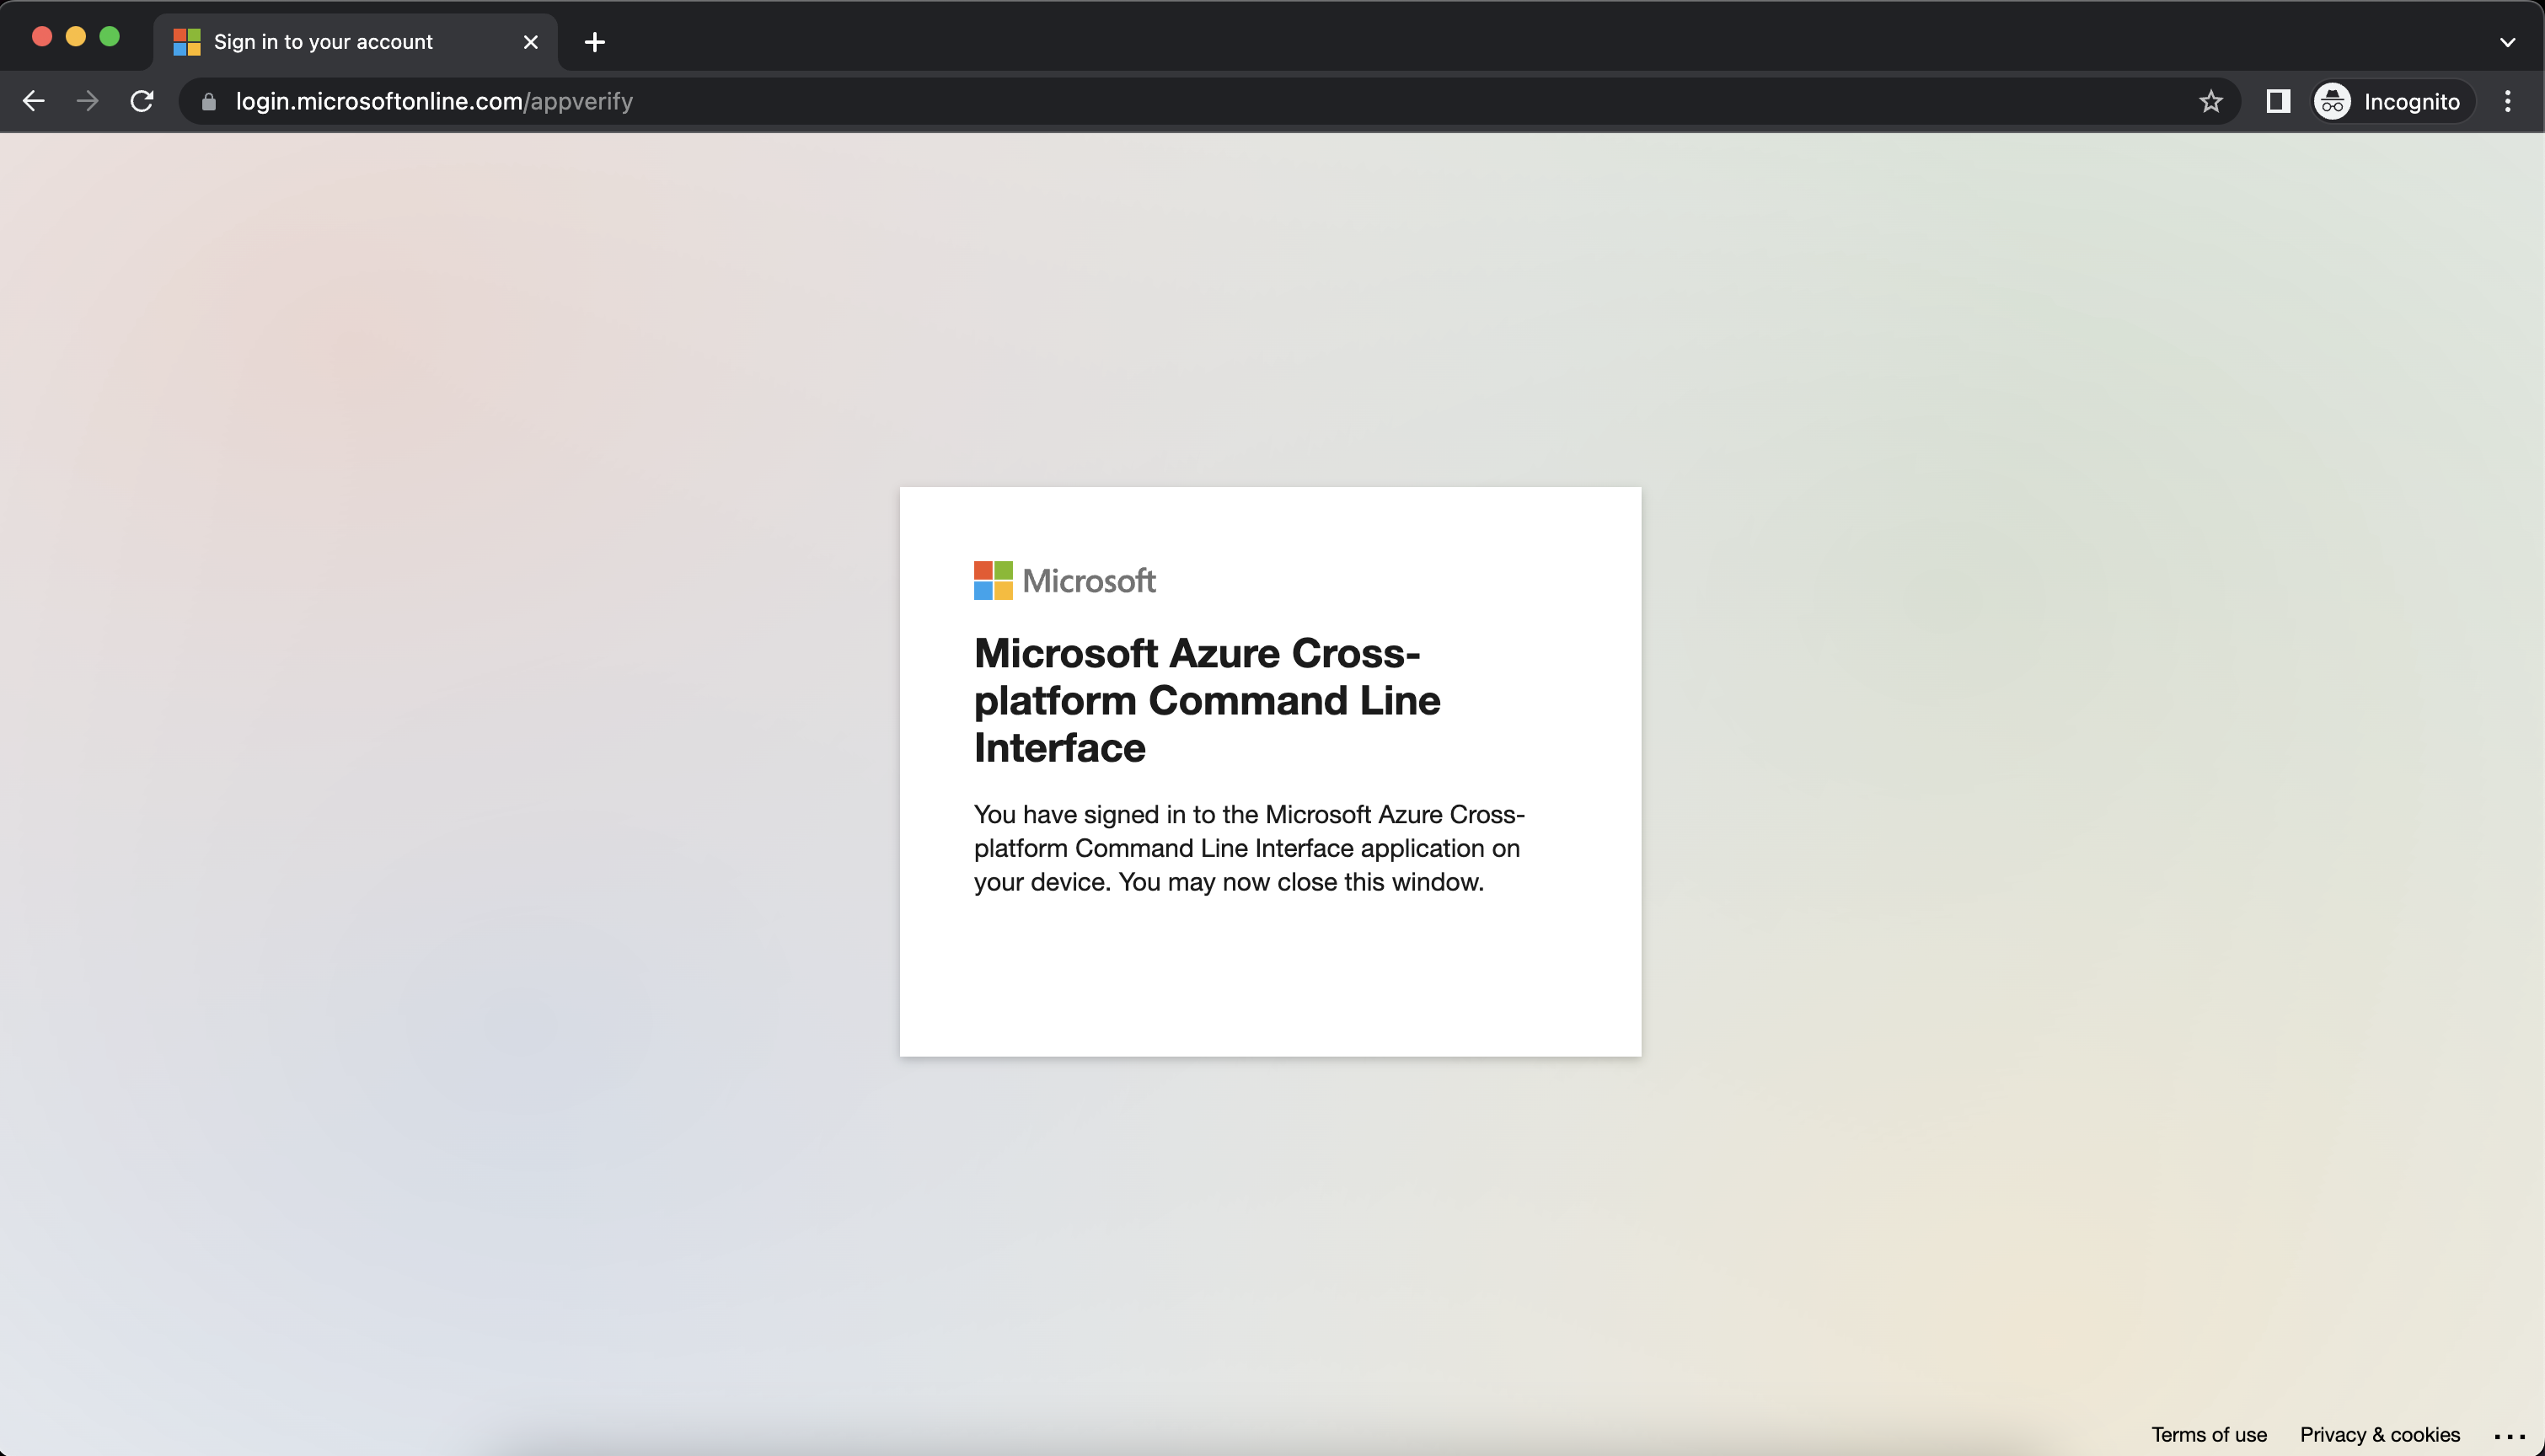 Sign in to your account
login.microsoftonline.com/appverify
Incognito
Microsoft
Microsoft Azure Cross-
platform Command Line
Interface
You have signed in to the Microsoft Azure Cross-
platform Command Line Interface application on
your device. You may now close this window.
Terms of use Privacy & cookies ...